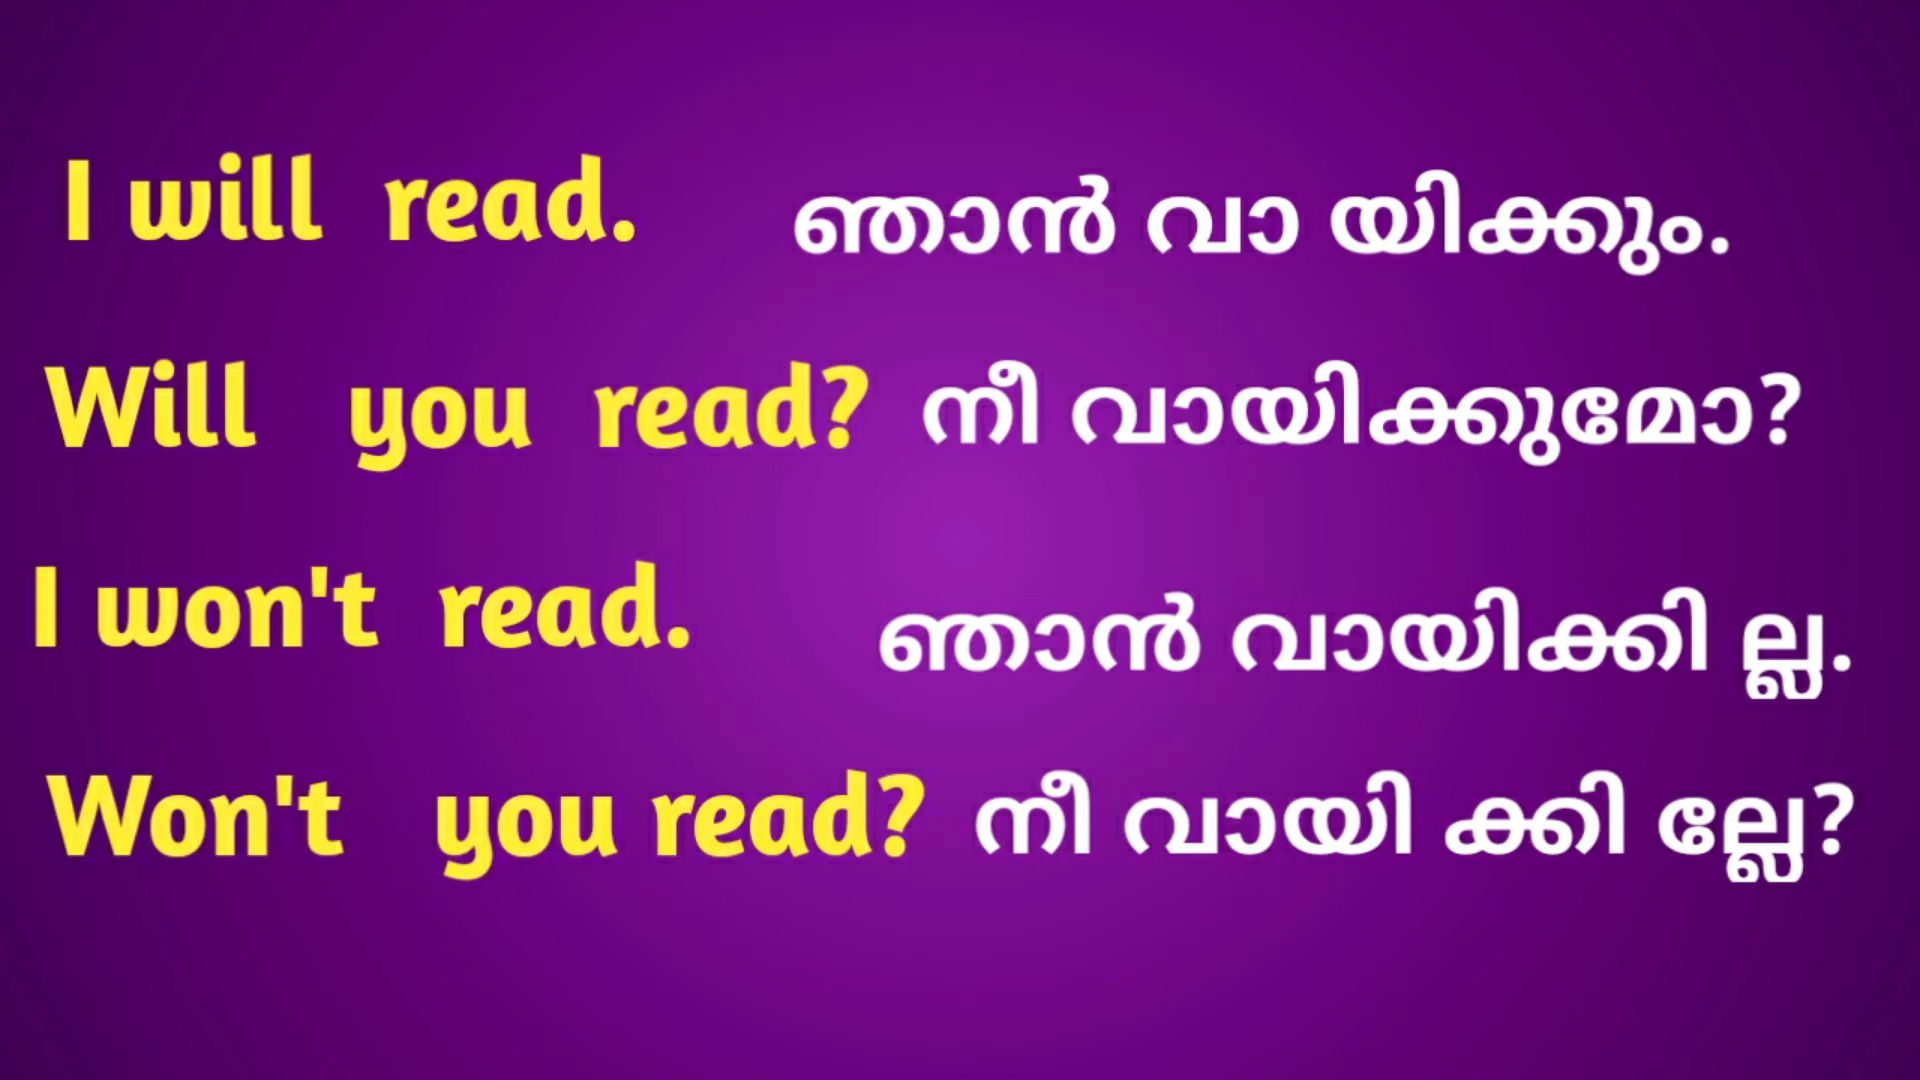 I will read. ഞാൻ വാ യിക്കും.
Will you read? നീ വായിക്കുമോ?
I won't read. ഞാൻ വായിക്കി ല്ല.
Won't you read? നീ വായി ക്കി ല്ലേ?